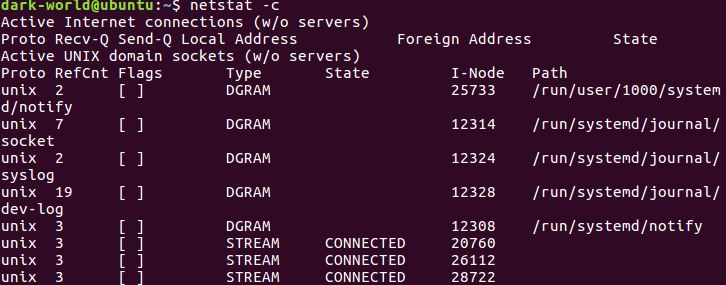 dark-world@ubuntu:~$ netstat -c
Active Internet connections (w/o servers)
Proto Recv-Q Send-Q Local Address           Foreign Address         State
Active UNIX domain sockets (w/o servers)
Proto RefCnt Flags       Type       State         I-Node   Path
unix  2      [ ]         DGRAM                    25733    /run/user/1000/system
d/notify
unix  7      [ ]         DGRAM                    12314    /run/systemd/journal/
socket
unix  2      [ ]         DGRAM                    12324    /run/systemd/journal/
syslog
unix  19     [ ]         DGRAM                    12328    /run/systemd/journal/
dev-log
unix  3      [ ]         DGRAM                    12308    /run/systemd/notify
unix  3      [ ]         STREAM     CONNECTED     20760
unix  3      [ ]         STREAM     CONNECTED     26112
unix  3      [ ]         STREAM     CONNECTED     28722